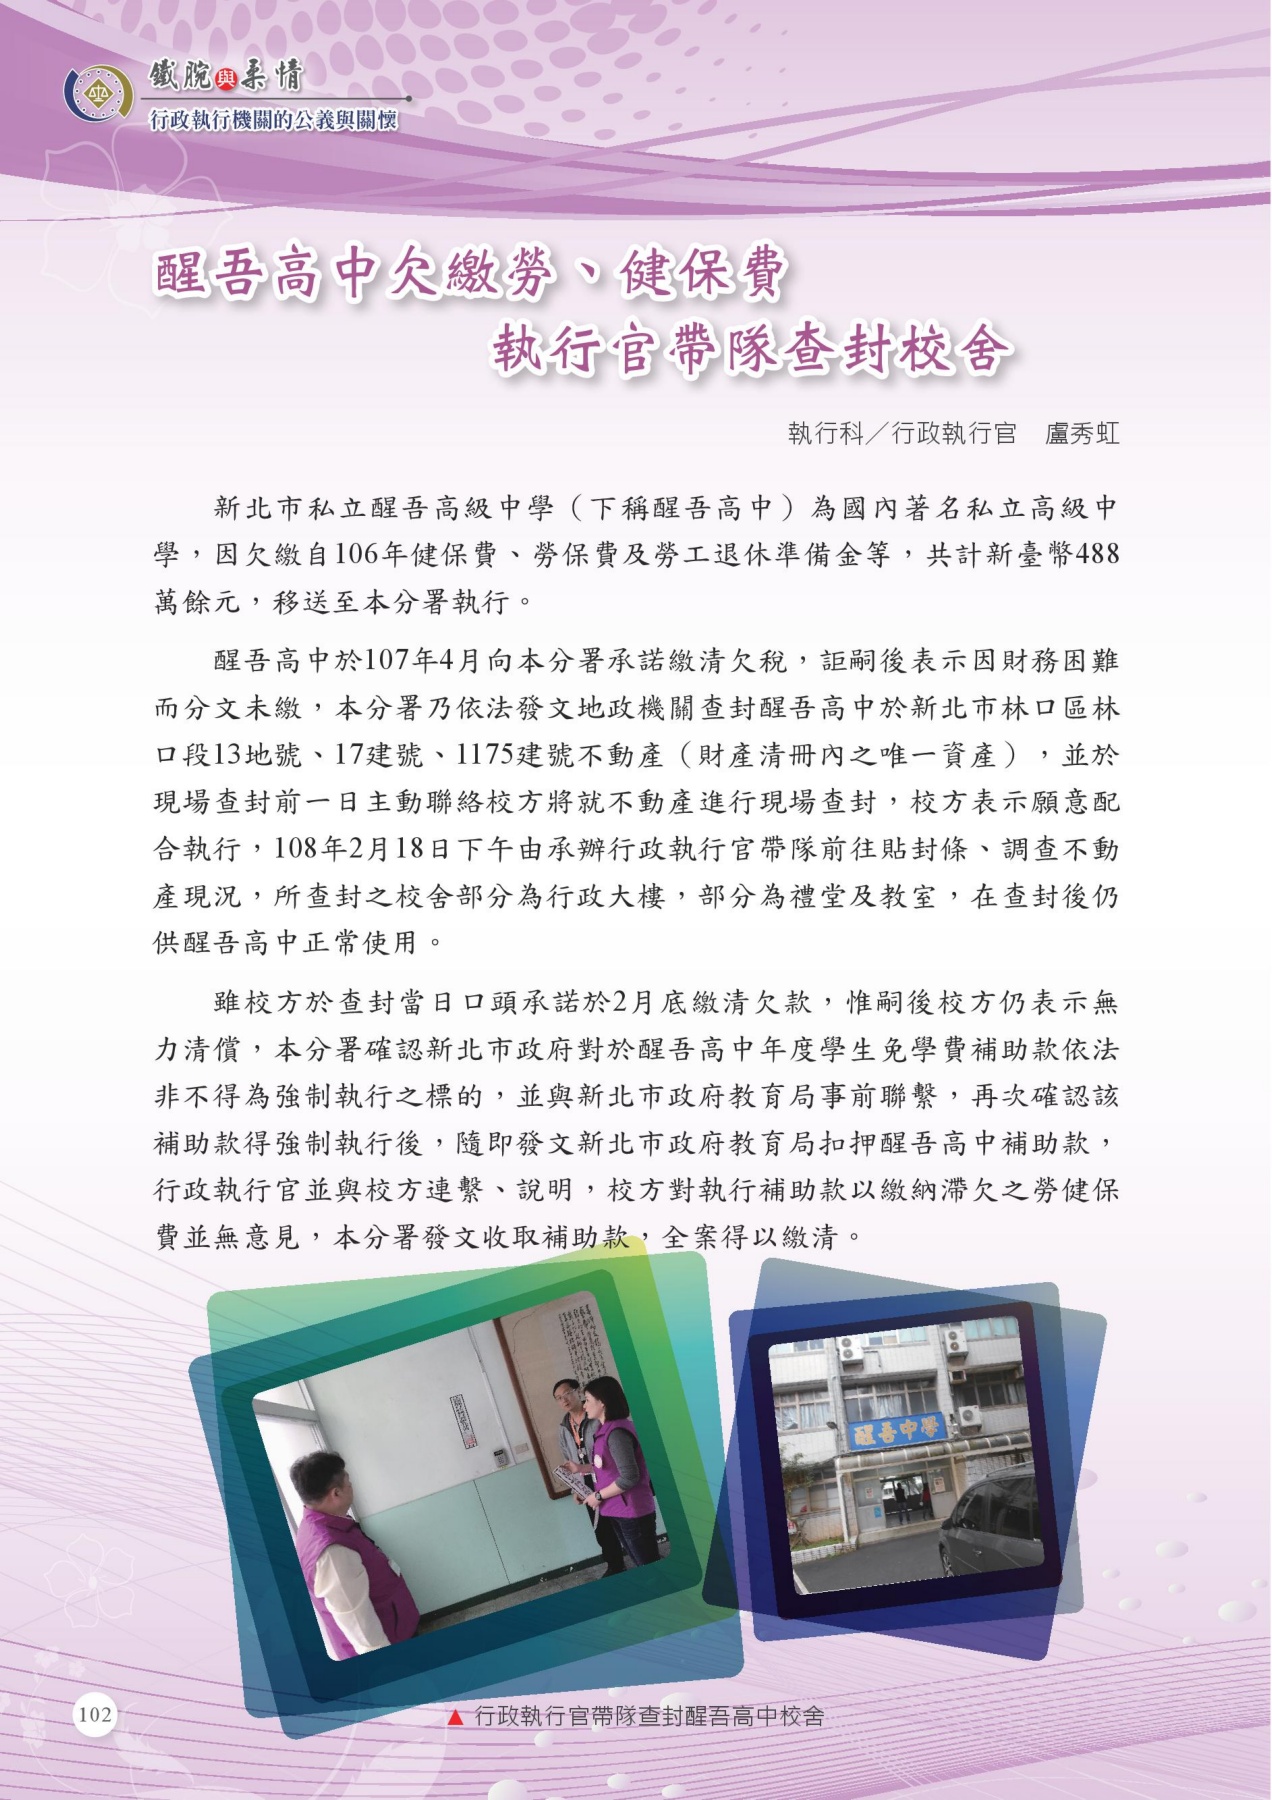 鐵腕與柔情
行政執行機關的公義與關懷
醒吾高中欠繳勞、健保費
執行官帶隊查封校舍
執行科／行政執行官　盧秀虹
新北市私立醒吾高級中學（下稱醒吾高中）為國內著名私立高級中
學，因欠繳自106年健保費、勞保費及勞工退休準備金等，共計新臺幣488
萬餘元，移送至本分署執行。
醒吾高中於107年4月向本分署承諾繳清欠稅，詎嗣後表示因財務困難
而分文未繳，本分署乃依法發文地政機關查封醒吾高中於新北市林口區林
口段13地號、17建號、1175建號不動產（財產清冊內之唯一資產），並於
現場查封前一日主動聯絡校方將就不動產進行現場查封，校方表示願意配
合執行，108年2月18日下午由承辦行政執行官帶隊前往貼封條、調查不動
產現況，所查封之校舍部分為行政大樓，部分為禮堂及教室，在查封後仍
供醒吾高中正常使用。
雖校方於查封當日口頭承諾於2月底繳清欠款，惟嗣後校方仍表示無
力清償，本分署確認新北市政府對於醒吾高中年度學生免學費補助款依法
非不得為強制執行之標的，並與新北市政府教育局事前聯繫，再次確認該
補助款得強制執行後，隨即發文新北市政府教育局扣押醒吾高中補助款，
行政執行官並與校方連繫、說明，校方對執行補助款以繳納滯欠之勞健保
費並無意見，本分署發文收取補助款，全案得以繳清。
醒吾中學
▲ 行政執行官帶隊查封醒吾高中校舍
102